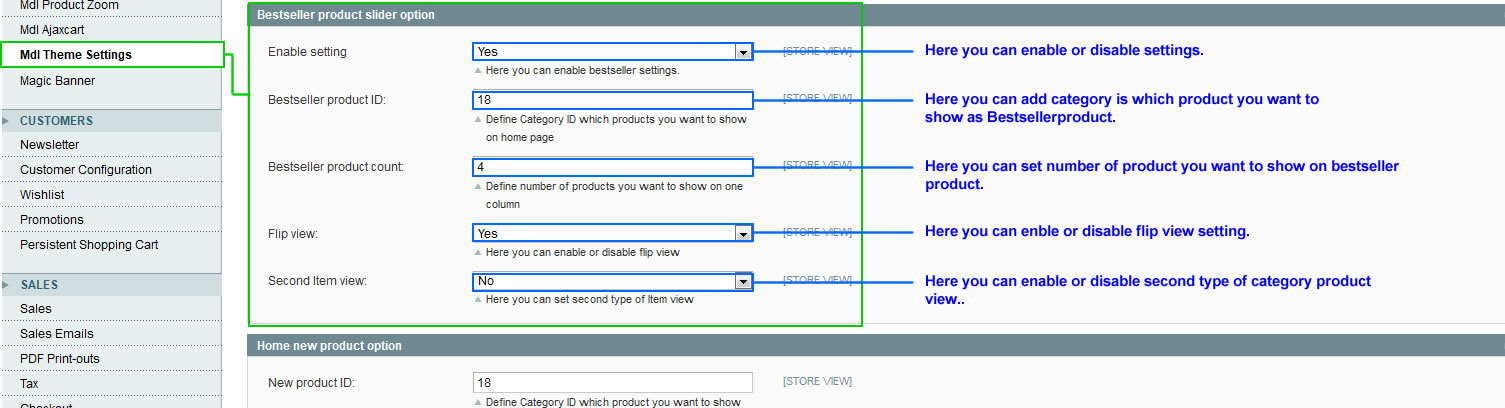 Mdl Product Zoom
Mdl Ajaxcart
Mdl Theme Settings
Magic Banner
CUSTOMERS
Newsletter
Customer Configuration
Wishlist
Promotions
Persistent Shopping Cart
SALES
Sales
Sales Emails
PDF Print-outs
Tax
Checkout
Bestseller product slider option
Enable setting
Yes
[STORE VIEW]
Here you can enable or disable settings.
Here you can enable bestseller settings.
Bestseller product ID:
18
[STORE VIEW]
Here you can add category is which product you want to
show as Bestsellerproduct.
Define Category ID which products you want to show
on home page
Bestseller product count:
4
[STORE VIEW]
Here you can set number of product you want to show on bestseller
product.
Define number of products you want to show on one
column
Flip view:
Yes
[STORE VIEW]
Here you can enble or disable flip view setting.
Here you can enable or disable flip view
Second Item view:
No
[STORE VIEW]
Here you can enable or disable second type of category product
view..
Here you can set second type of Item view
Home new product option
New product ID:
18
[STORE VIEW]
Define Category ID which product you want to show